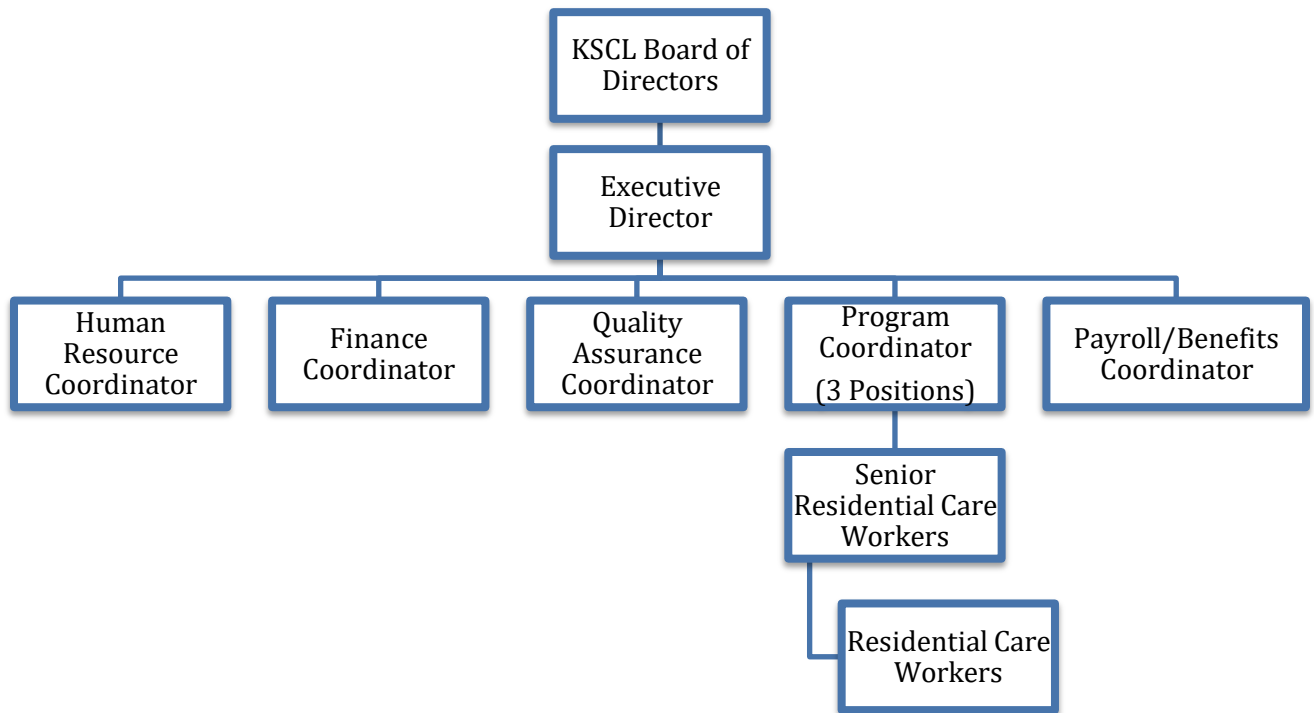 KSCL Board of
Directors
Executive
Director
Human
Resource
Coordinator
Finance
Coordinator
Quality
Assurance
Coordinator
Program
Coordinator
(3 Positions)
Payroll/Benefits
Coordinator
Senior
Residential Care
Workers
Residential Care
Workers